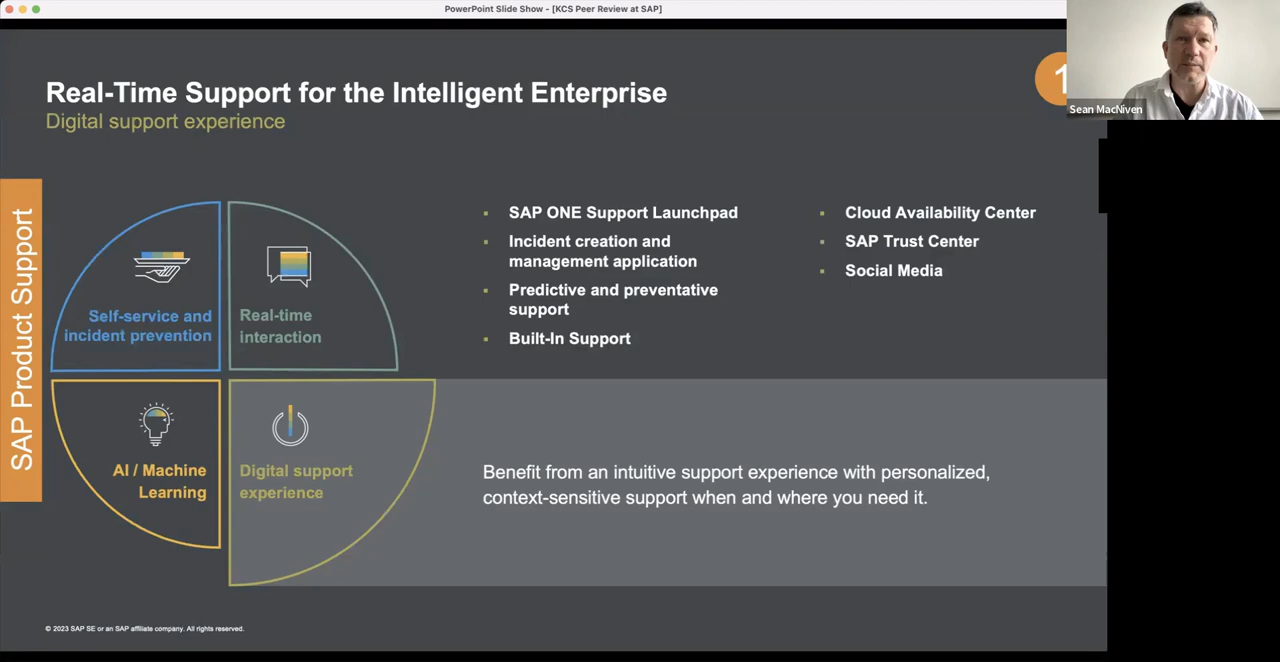 PowerPoint Slide Show - [KCS Peer Review at SAP]
Real-Time Support for the Intelligent Enterprise
Digital support experience
1
Sean MacNiven
SAP Product Support
Self-service and
incident prevention
Real-time
interaction
AI / Machine
Learning
Digital support
experience
▪ SAP ONE Support Launchpad
▪ Incident creation and
management application
▪ Predictive and preventative
support
▪ Built-In Support
▪ Cloud Availability Center
▪ SAP Trust Center
▪ Social Media
Benefit from an intuitive support experience with personalized,
context-sensitive support when and where you need it.
© 2023 SAP SE or an SAP affiliate company. All rights reserved.